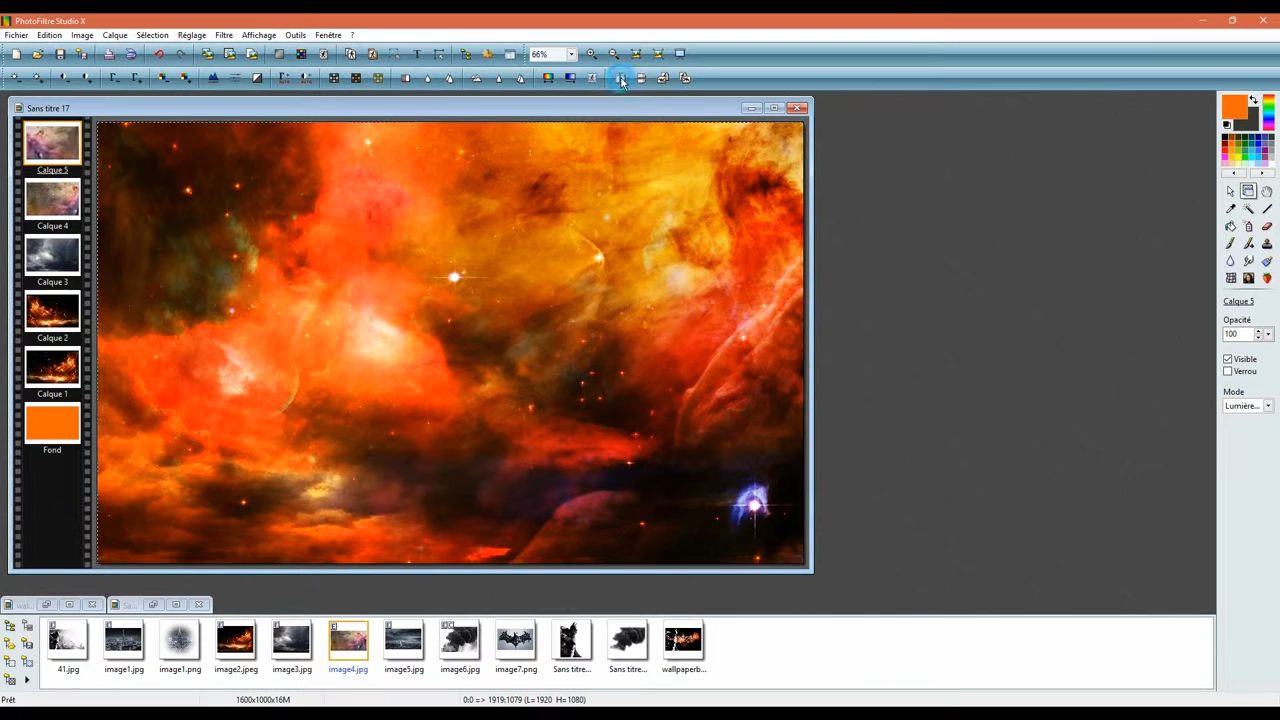 PhotoFiltre Studio X
Fichier Edition Image Calque Sélection Réglage Filtre Affichage Outils Fenêtre ?
66%
Sans titre 17
Calque 5
Calque 4
Calque 3
Calque 2
Calque 1
Fond
Calque 5
Opacité
100
Visible
Verrou
Mode
Lumière...
wal...
Sa...
41.jpg image1.jpg image1.png image2.jpeg image3.jpg image4.jpg image5.jpg image6.jpg image7.png Sans titre... Sans titre... wallpaperb...
Prêt 1600x1000x16M 0:0 => 1919:1079 (L=1920 H=1080)